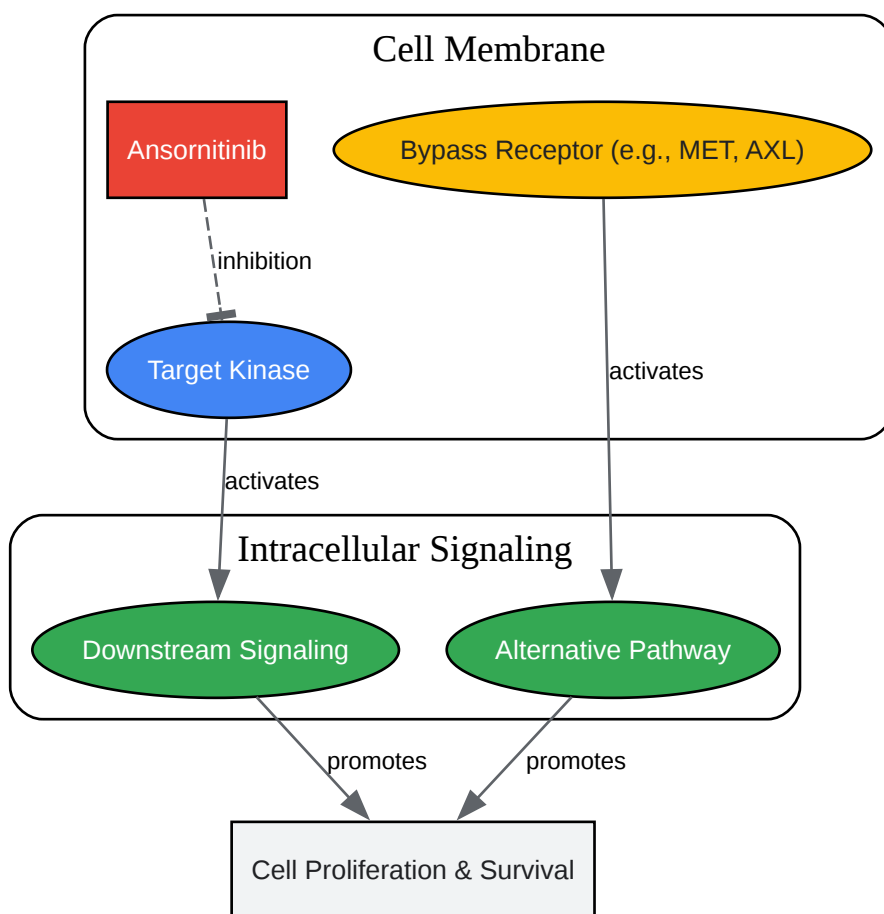 Cell Membrane
Ansornitinib
Bypass Receptor (e.g., MET, AXL)
inhibition
Target Kinase
activates
activates
Intracellular Signaling
Downstream Signaling
Alternative Pathway
promotes
promotes
Cell Proliferation & Survival